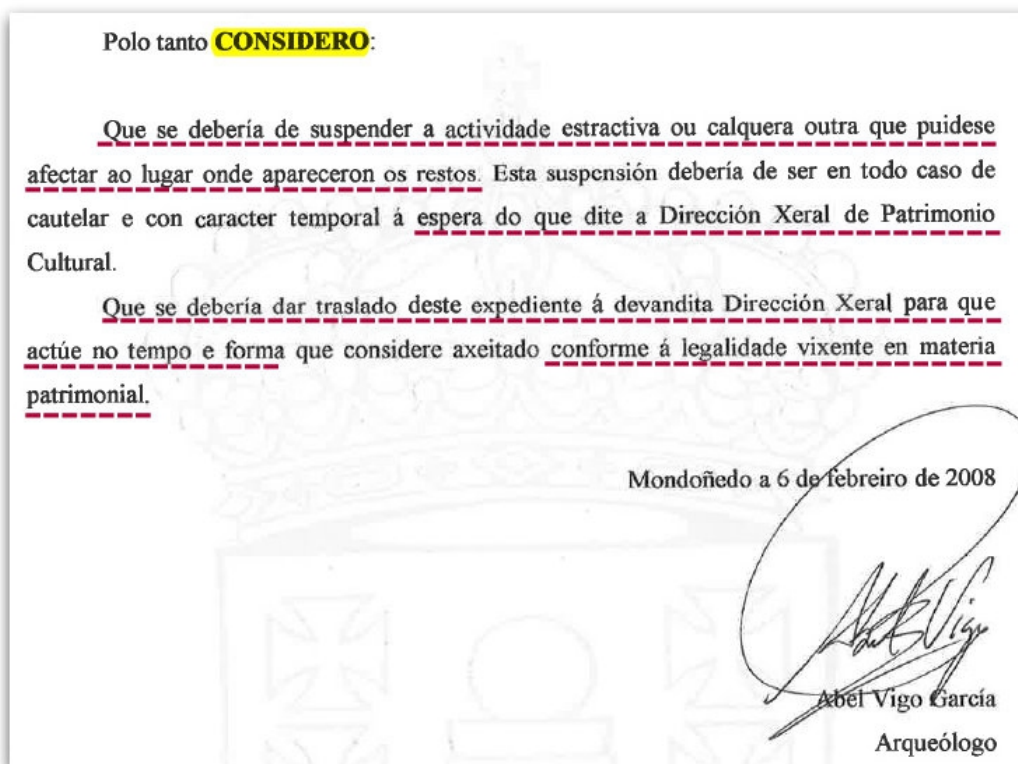 Polo tanto CONSIDERO:
Que se debería de suspender a actividade estractiva ou calquera outra que puidese
afectar ao lugar onde apareceron os restos. Esta suspensión debería de ser en todo caso de
cautelar e con caracter temporal á espera do que dite a Dirección Xeral de Patrimonio
Cultural.
Que se debería dar traslado deste expediente á devandita Dirección Xeral para que
actúe no tempo e forma que considere axeitado conforme á legalidade vixente en materia
patrimonial.
Mondoñedo a 6 de febreiro de 2008
Abel Vigo
Abel Vigo García
Arqueólogo